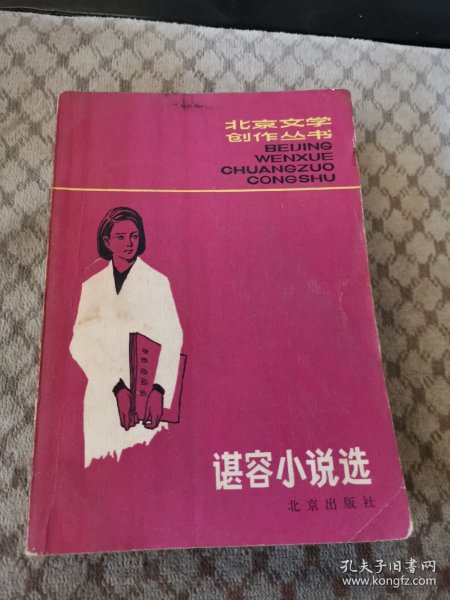 北京文学
创作丛书
BEIJING
WENXUE
CHUANGZUO
CONGSHU
谌容小说选
北京出版社
孔夫子旧书网
www.kongfz.com